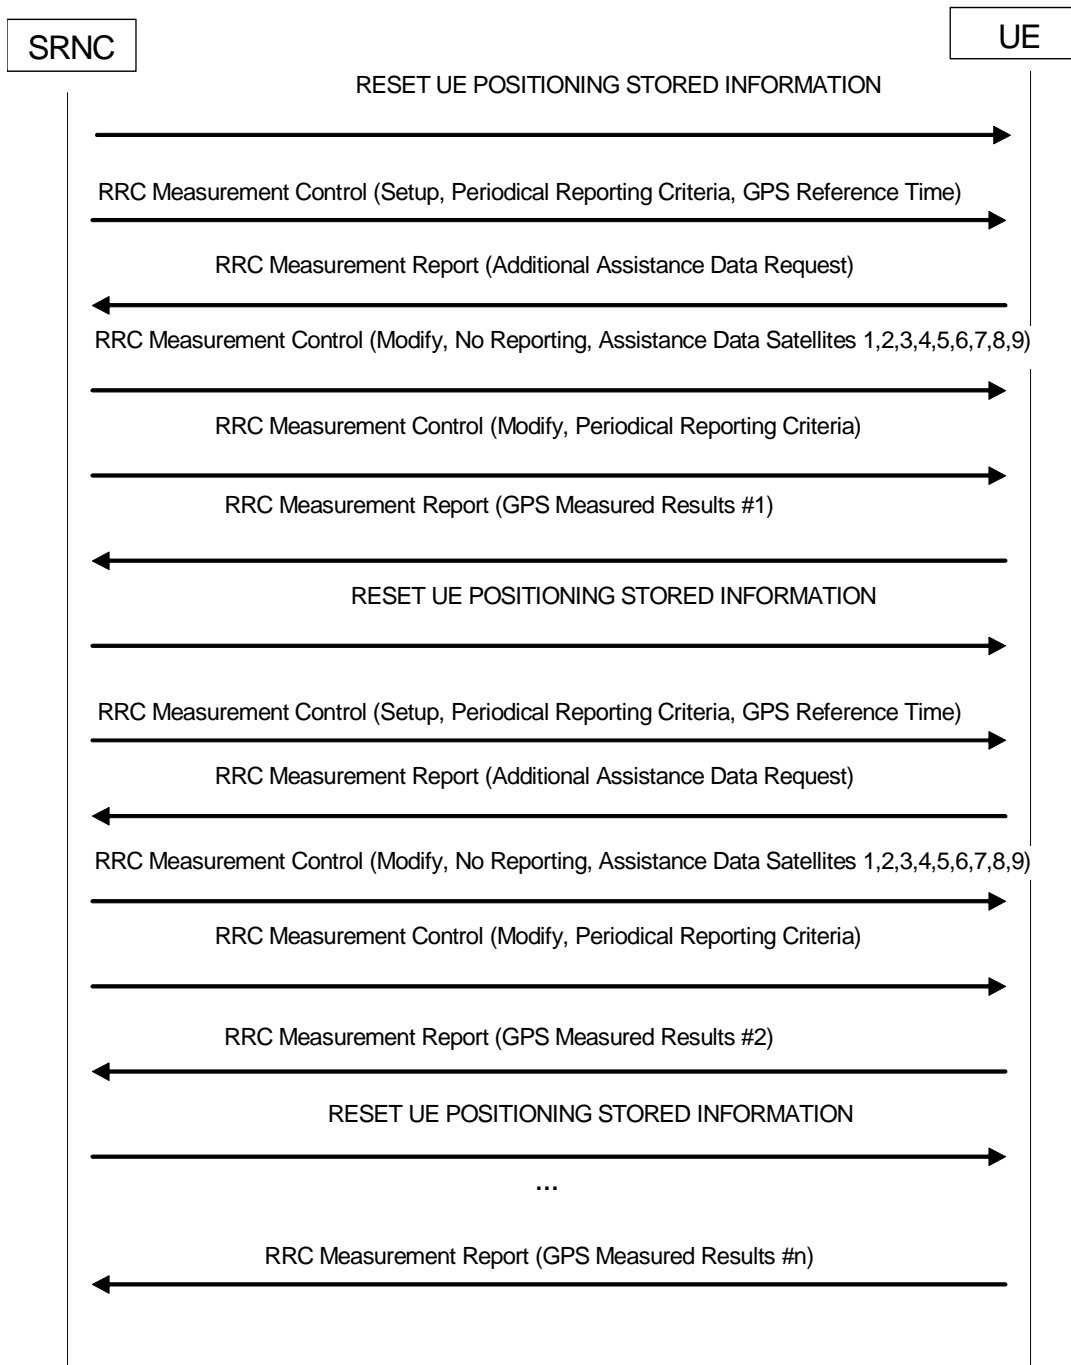 SRNC
UE
RESET UE POSITIONING STORED INFORMATION
RRC Measurement Control (Setup, Periodical Reporting Criteria, GPS Reference Time)
RRC Measurement Report (Additional Assistance Data Request)
RRC Measurement Control (Modify, No Reporting, Assistance Data Satellites 1,2,3,4,5,6,7,8,9)
RRC Measurement Control (Modify, Periodical Reporting Criteria)
RRC Measurement Report (GPS Measured Results #1)
RESET UE POSITIONING STORED INFORMATION
RRC Measurement Control (Setup, Periodical Reporting Criteria, GPS Reference Time)
RRC Measurement Report (Additional Assistance Data Request)
RRC Measurement Control (Modify, No Reporting, Assistance Data Satellites 1,2,3,4,5,6,7,8,9)
RRC Measurement Control (Modify, Periodical Reporting Criteria)
RRC Measurement Report (GPS Measured Results #2)
RESET UE POSITIONING STORED INFORMATION
...
RRC Measurement Report (GPS Measured Results #n)